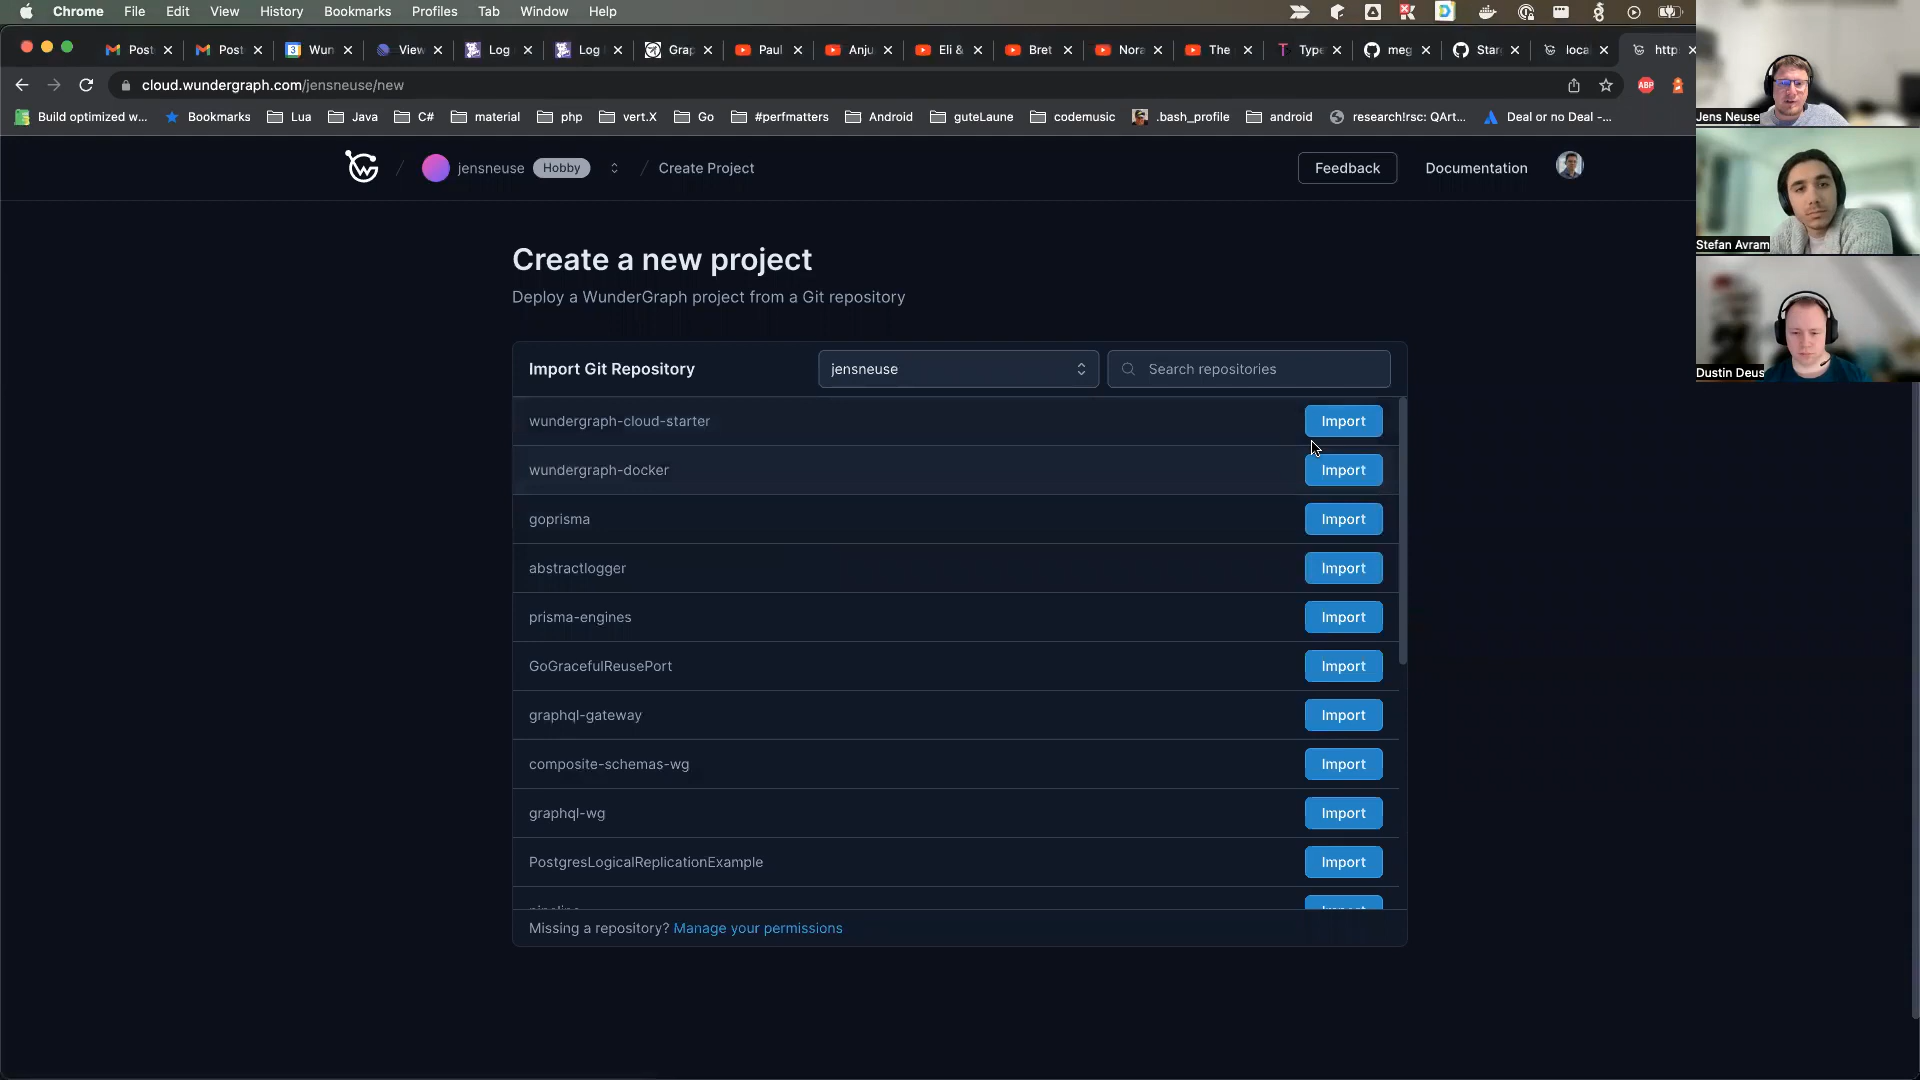 Chrome File Edit View History Bookmarks Profiles Tab Window Help
Post Post 3 Wun View Log Log Grap Paul Anju Eli & Bret Nora The Type meg Star loca http
cloud.wundergraph.com/jensneuse/new
ABP
Build optimized w... Bookmarks Lua Java C# material php vert.X Go #perfmatters Android guteLaune codemusic .bash_profile android research!rsc: QArt... Deal or no Deal -...
Jens Neuse
Stefan Avram
Dustin Deus
/ jensneuse Hobby / Create Project Feedback Documentation
Create a new project
Deploy a WunderGraph project from a Git repository
Import Git Repository jensneuse Search repositories
wundergraph-cloud-starter Import
wundergraph-docker Import
goprisma Import
abstractlogger Import
prisma-engines Import
GoGracefulReusePort Import
graphql-gateway Import
composite-schemas-wg Import
graphql-wg Import
PostgresLogicalReplicationExample Import
Missing a repository? Manage your permissions